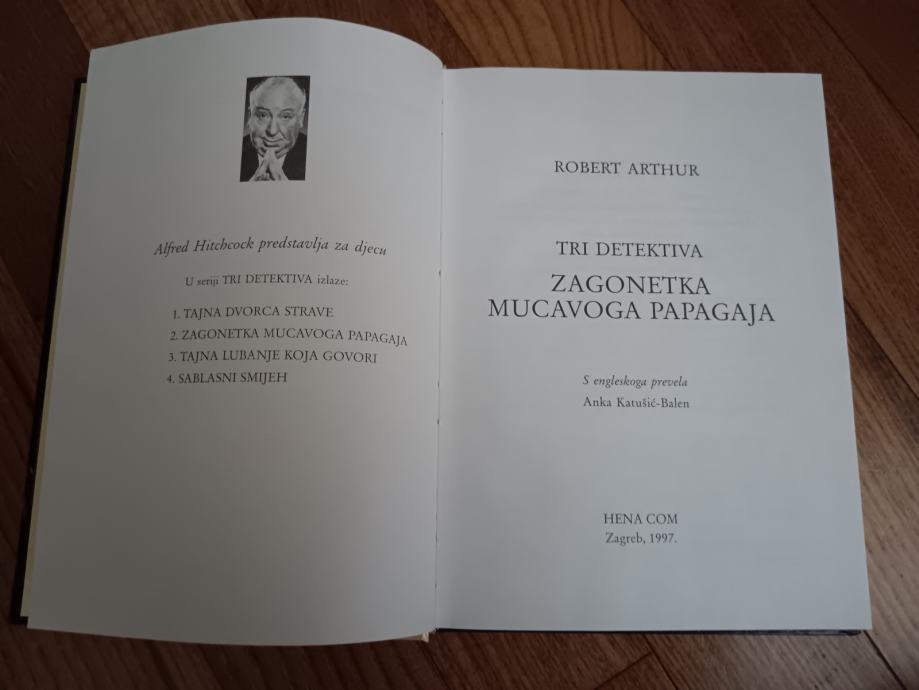 Alfred Hitchcock predstavlja za djecu
U seriji TRI DETEKTIVA izlaze:
1. TAJNA DVORCA STRAVE
2. ZAGONETKA MUCAVOGA PAPAGAJA
3. TAJNA LUBANJE KOJA GOVORI
4. SABLASNI SMIJEH
ROBERT ARTHUR
TRI DETEKTIVA
ZAGONETKA
MUCAVOGA PAPAGAJA
S engleskoga prevela
Anka Katušić-Balen
HENA COM
Zagreb, 1997.